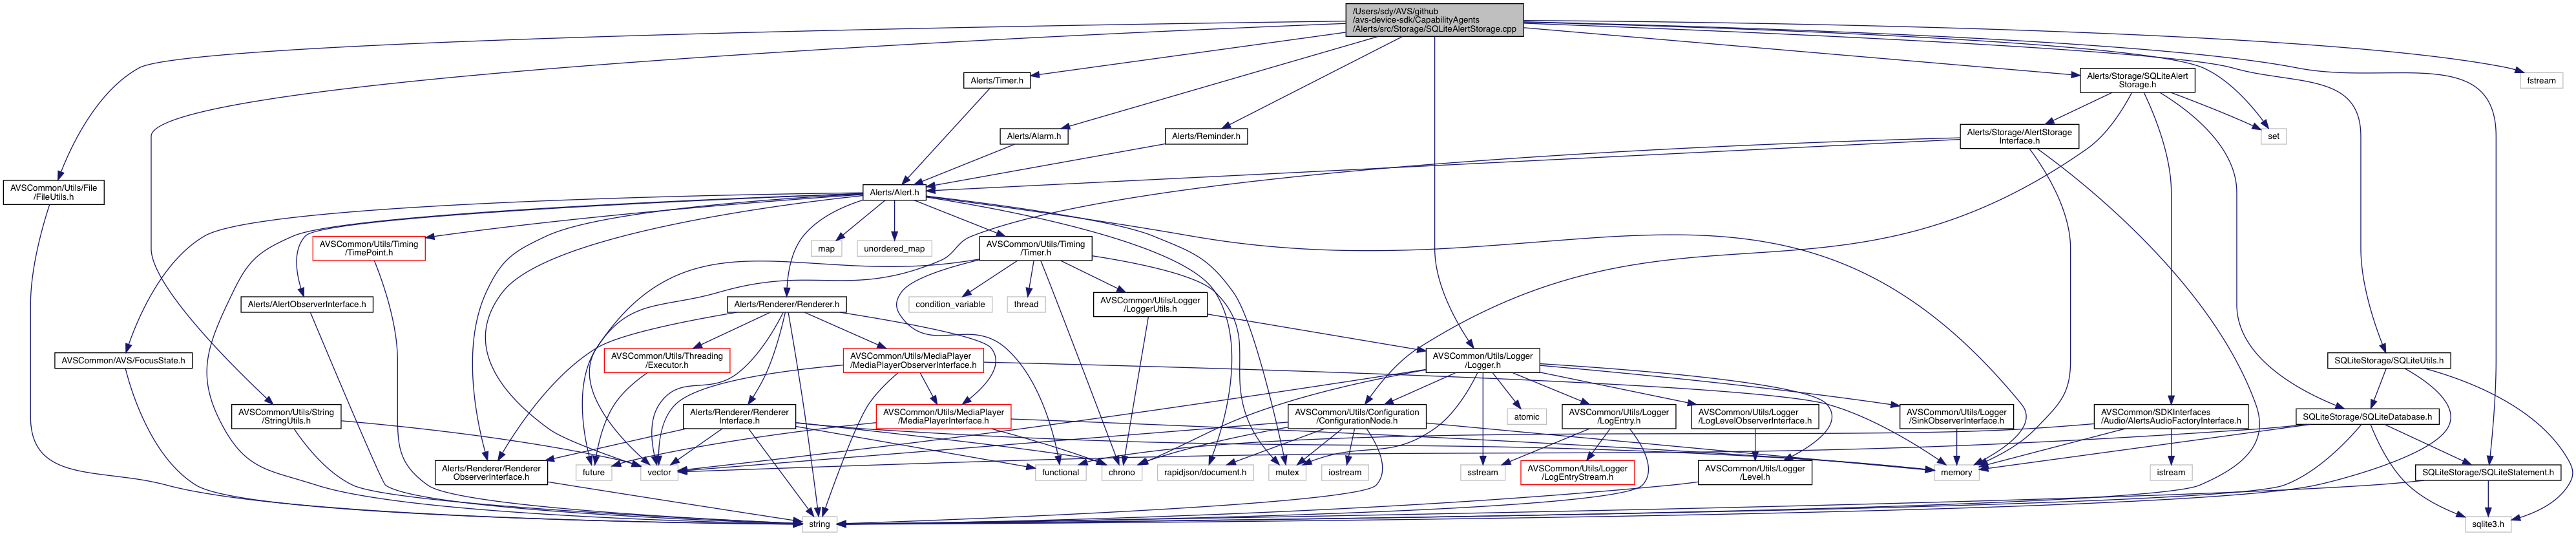 /Users/sdy/AVS/github
/avs-device-sdk/CapabilityAgents
/Alerts/src/Storage/SQLiteAlertStorage.cpp
Alerts/Timer.h
Alerts/Storage/SQLiteAlert
Storage.h
fstream
Alerts/Alarm.h
Alerts/Reminder.h
Alerts/Storage/AlertStorage
Interface.h
set
AVSCommon/Utils/File
/FileUtils.h
Alerts/Alert.h
AVSCommon/Utils/Timing
/TimePoint.h
map
unordered_map
AVSCommon/Utils/Timing
/Timer.h
Alerts/AlertObserverInterface.h
Alerts/Renderer/Renderer.h
condition_variable
thread
AVSCommon/Utils/Logger
/LoggerUtils.h
AVSCommon/AVS/FocusState.h
AVSCommon/Utils/Threading
/Executor.h
AVSCommon/Utils/MediaPlayer
/MediaPlayerObserverInterface.h
AVSCommon/Utils/Logger
/Logger.h
SQLiteStorage/SQLiteUtils.h
AVSCommon/Utils/String
/StringUtils.h
Alerts/Renderer/Renderer
Interface.h
AVSCommon/Utils/MediaPlayer
/MediaPlayerInterface.h
AVSCommon/Utils/Configuration
/ConfigurationNode.h
atomic
AVSCommon/Utils/Logger
/LogEntry.h
AVSCommon/Utils/Logger
/LogLevelObserverInterface.h
AVSCommon/Utils/Logger
/SinkObserverInterface.h
AVSCommon/SDKInterfaces
/Audio/AlertsAudioFactoryInterface.h
SQLiteStorage/SQLiteDatabase.h
Alerts/Renderer/Renderer
ObserverInterface.h
future
vector
functional
chrono
rapidjson/document.h
mutex
iostream
sstream
AVSCommon/Utils/Logger
/LogEntryStream.h
AVSCommon/Utils/Logger
/Level.h
memory
istream
SQLiteStorage/SQLiteStatement.h
string
sqlite3.h